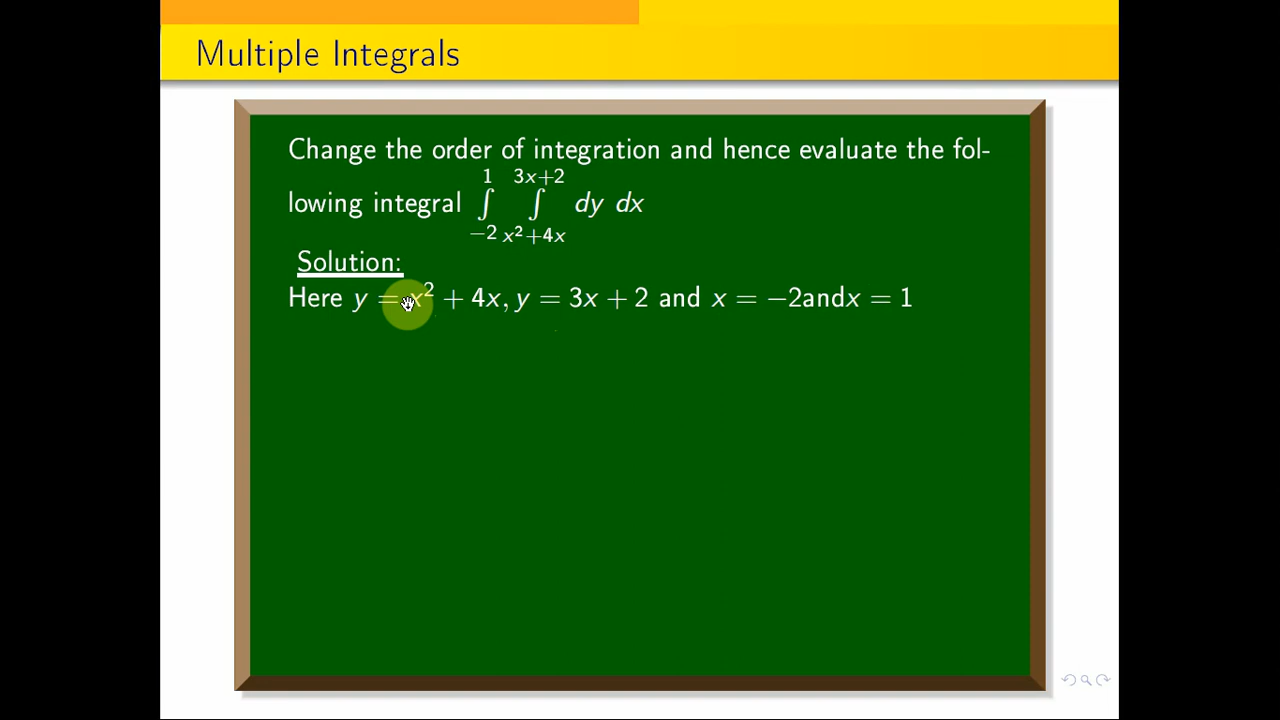 Multiple Integrals
Change the order of integration and hence evaluate the fol-
lowing integral ∫_{−2}^{1} ∫_{x²+4x}^{3x+2} dy dx
Solution:
Here y = x² + 4x, y = 3x + 2 and x = −2andx = 1